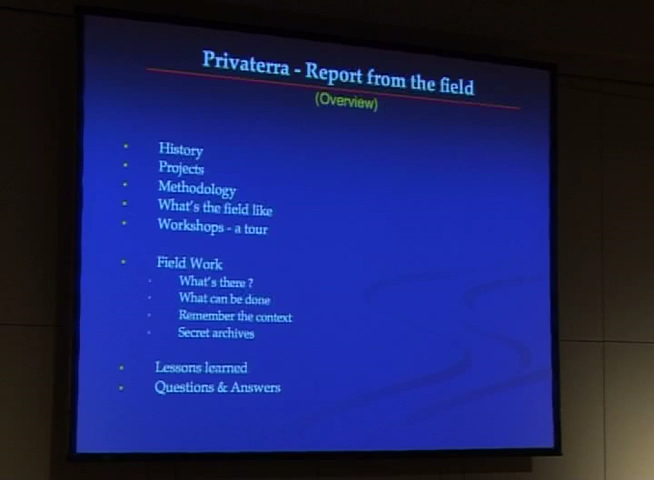 Privaterra - Report from the field
(Overview)
History
Projects
Methodology
What's the field like
Workshops - a tour
Field Work
What's there ?
What can be done
Remember the context
Secret archives
Lessons learned
Questions & Answers